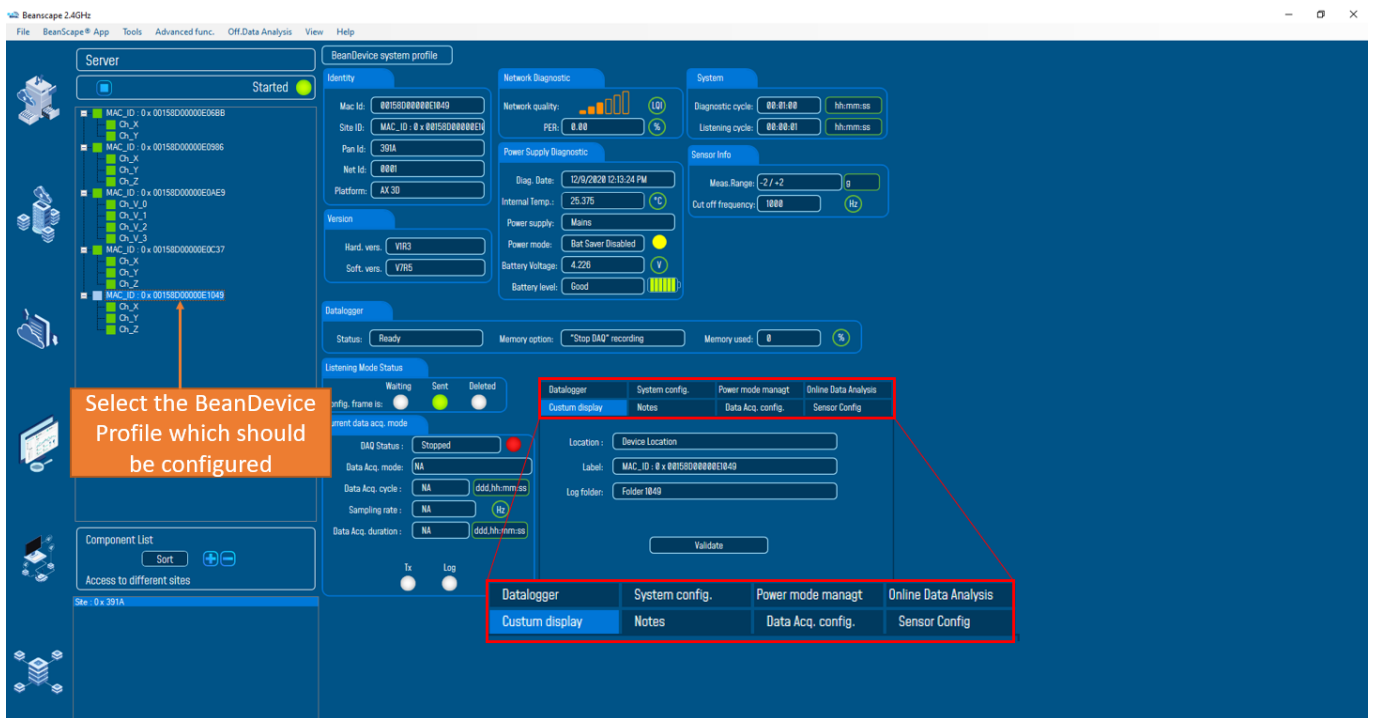 Beanscape 2.4GHz
File BeanScape® App Tools Advanced func. Off.Data Analysis View Help
Server
Started
MAC_ID : 0 x 00158D00000E06BB
Ch_X
Ch_Y
MAC_ID : 0 x 00158D00000E0986
Ch_X
Ch_Y
Ch_Z
MAC_ID : 0 x 00158D00000E0AE9
Ch_V_0
Ch_V_1
Ch_V_2
Ch_V_3
MAC_ID : 0 x 00158D00000E0C37
Ch_X
Ch_Y
Ch_Z
MAC_ID : 0 x 00158D00000E1049
Ch_X
Ch_Y
Ch_Z
Select the BeanDevice
Profile which should
be configured
Component List
Sort
Access to different sites
Site : 0 x 391A
BeanDevice system profile
Identity
Mac Id: 00158D00000E1049
Site ID: MAC_ID : 0 x 00158D00000E1(
Pan Id: 391A
Net Id: 0001
Platform: AX 3D
Version
Hard. vers. V1R3
Soft. vers. V7R5
Network Diagnostic
Network quality: LQI
PER: 0.00 %
Power Supply Diagnostic
Diag. Date: 12/9/2020 12:13:24 PM
Internal Temp.: 25.375 °C
Power supply: Mains
Power mode: Bat Saver Disabled
Battery Voltage: 4.226 V
Battery level: Good
System
Diagnostic cycle: 00:01:00 hh:mm:ss
Listening cycle: 00:00:01 hh:mm:ss
Sensor Info
Meas.Range: -2 / +2 g
Cut off frequency: 1000 Hz
Datalogger
Status: Ready Memory option: "Stop DAQ" recording Memory used: 0 %
Listening Mode Status
Waiting Sent Deleted
onfig. frame is:
urrent data acq. mode
DAQ Status : Stopped
Data Acq. mode: NA
Data Acq. cycle : NA ddd,hh:mm:ss
Sampling rate : NA Hz
Data Acq. duration : NA ddd,hh:mm:ss
Tx Log
Datalogger System config. Power mode managt Online Data Analysis
Custum display Notes Data Acq. config. Sensor Config
Location : Device Location
Label: MAC_ID : 0 x 00158D00000E1049
Log folder: Folder 1049
Validate
Datalogger System config. Power mode managt Online Data Analysis
Custum display Notes Data Acq. config. Sensor Config